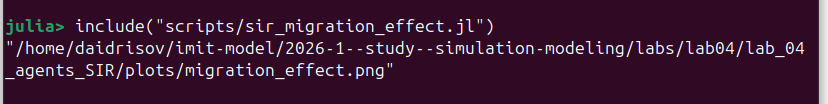 julia> include("scripts/sir_migration_effect.jl")
"/home/daidrisov/imit-model/2026-1--study--simulation-modeling/labs/lab04/lab_04
_agents_SIR/plots/migration_effect.png"